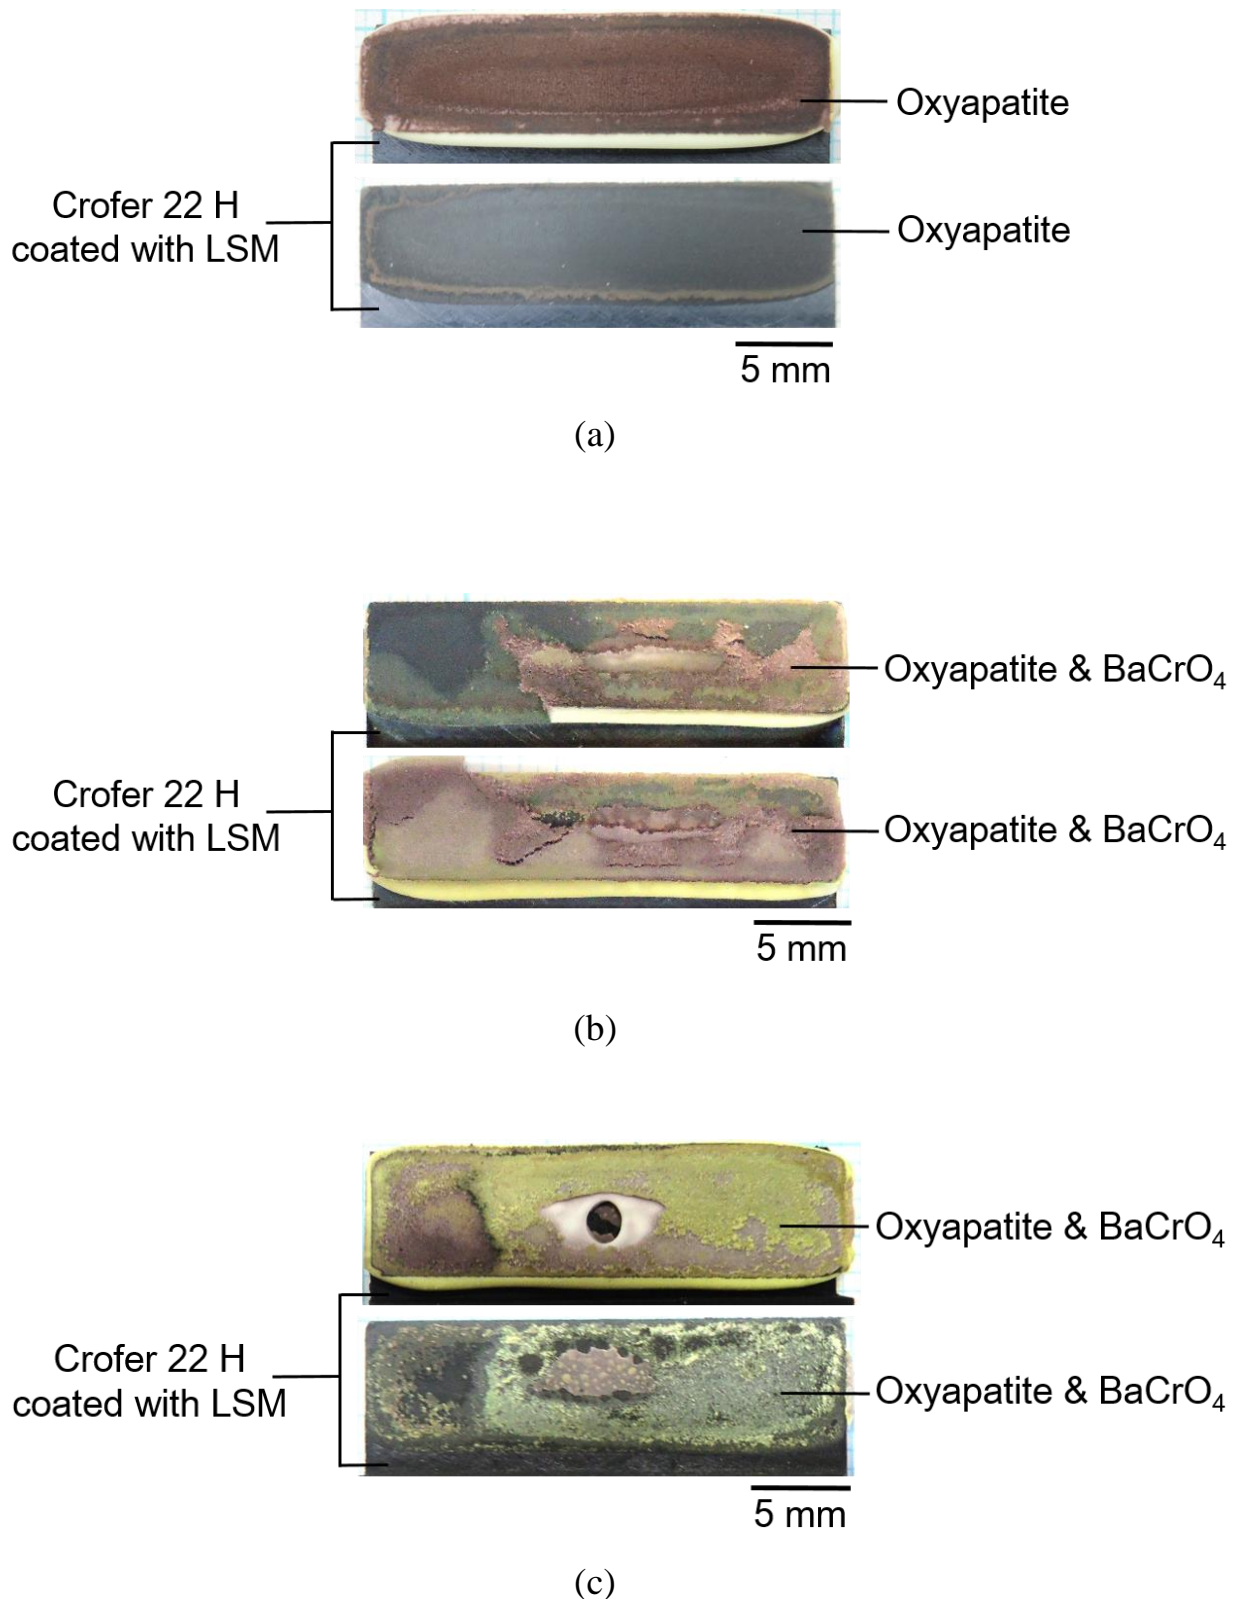 Oxyapatite
Crofer 22 H
coated with LSM
Oxyapatite
5 mm
(a)
Oxyapatite & BaCrO₄
Crofer 22 H
coated with LSM
Oxyapatite & BaCrO₄
5 mm
(b)
Oxyapatite & BaCrO₄
Crofer 22 H
coated with LSM
Oxyapatite & BaCrO₄
5 mm
(c)